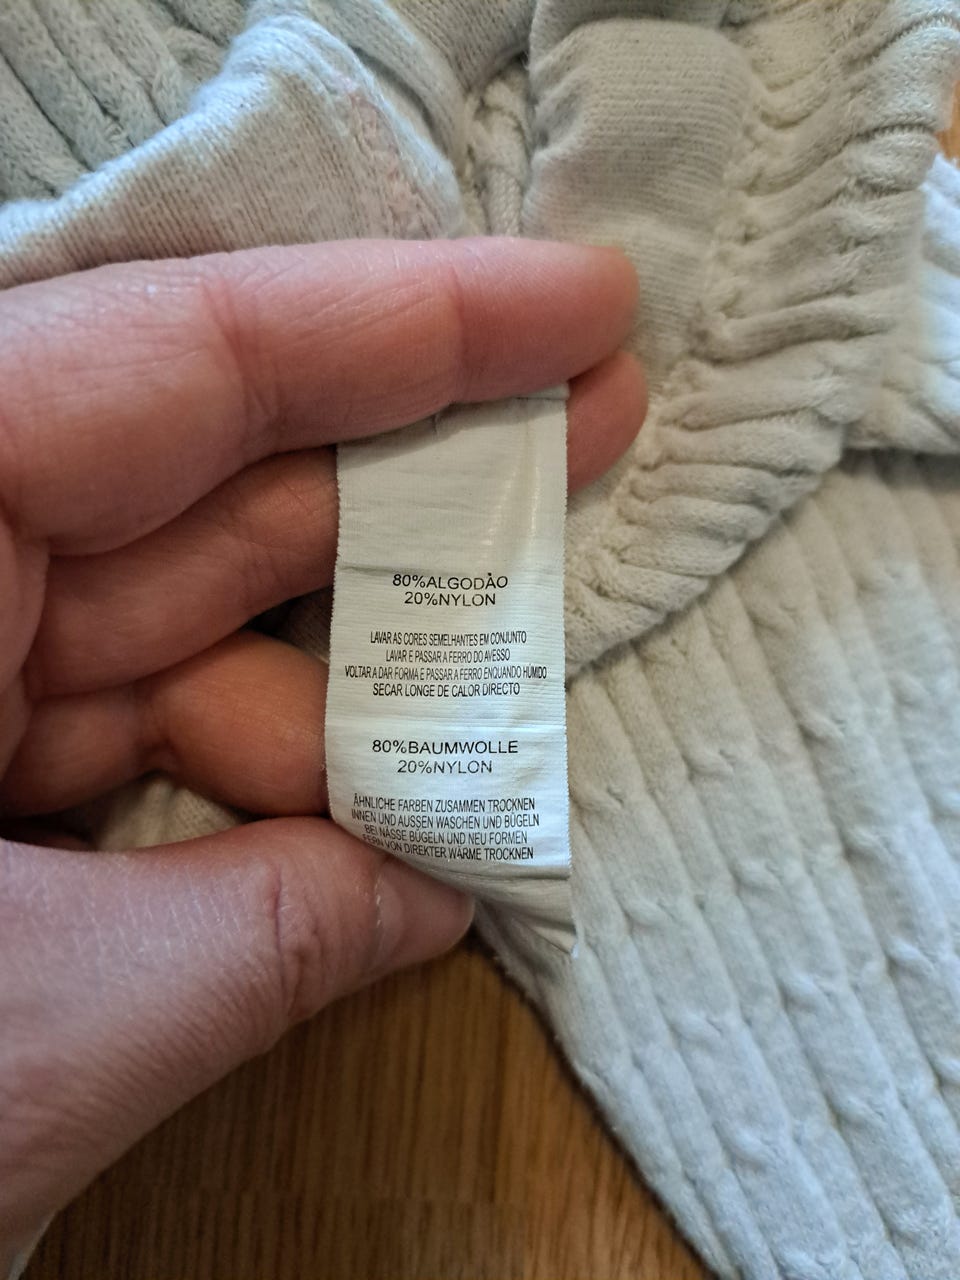 80%ALGODÃO
20%NYLON
LAVAR AS CORES SEMELHANTES EM CONJUNTO
LAVAR E PASSAR A FERRO DO AVESSO
VOLTAR A DAR FORMA E PASSAR A FERRO ENQUANDO HÚMIDO
SECAR LONGE DE CALOR DIRECTO
80%BAUMWOLLE
20%NYLON
ÄHNLICHE FARBEN ZUSAMMEN TROCKNEN
INNEN UND AUSSEN WASCHEN UND BÜGELN
BEI NÄSSE BÜGELN UND NEU FORMEN
FERN VON DIREKTER WÄRME TROCKNEN